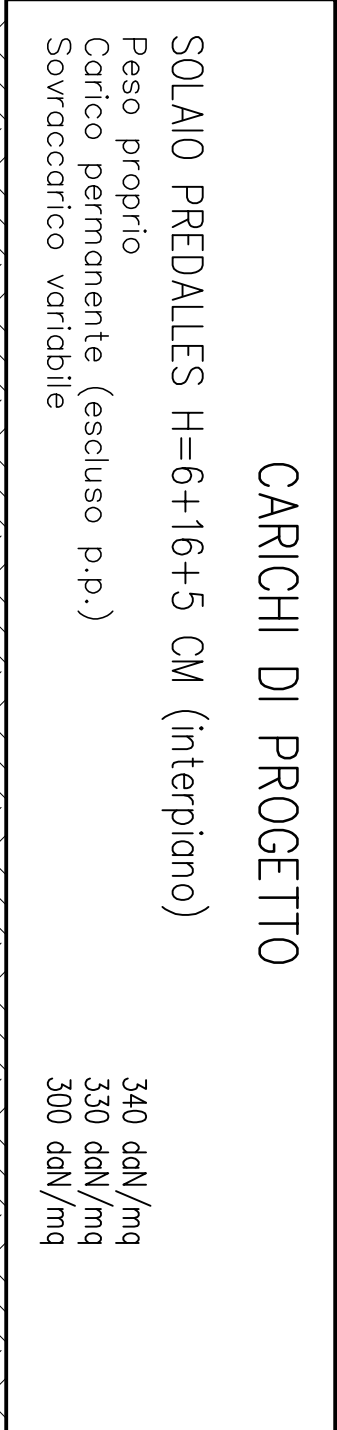 CARICHI DI PROGETTO
SOLAIO PREDALLES H=6+16+5 CM (interpiano)
Peso proprio 340 daN/mq
Carico permanente (escluso p.p.) 330 daN/mq
Sovraccarico variabile 300 daN/mq